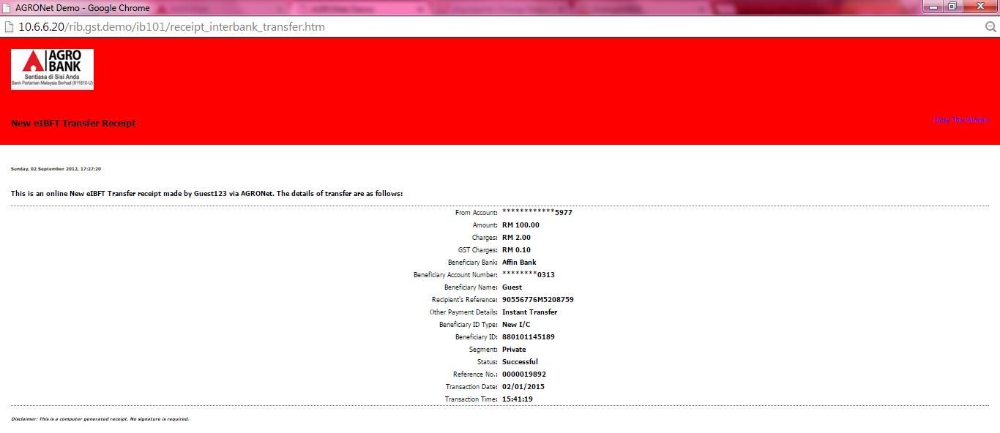 AGRONet Demo - Google Chrome
10.6.6.20/rib.gst.demo/ib101/receipt_interbank_transfer.htm
AGRO
BANK
Sentiasa di Sisi Anda
Bank Pertanian Malaysia Berhad (811810-U)
New eIBFT Transfer Receipt
Close This Window
Sunday, 02 September 2012, 17:27:20
This is an online New eIBFT Transfer receipt made by Guest123 via AGRONet. The details of transfer are as follows:
From Account: ************5977
Amount: RM 100.00
Charges: RM 2.00
GST Charges: RM 0.10
Beneficiary Bank: Affin Bank
Beneficiary Account Number: ********0313
Beneficiary Name: Guest
Recipient's Reference: 90556776M5208759
Other Payment Details: Instant Transfer
Beneficiary ID Type: New I/C
Beneficiary ID: 880101145189
Segment: Private
Status: Successful
Reference No.: 0000019892
Transaction Date: 02/01/2015
Transaction Time: 15:41:19
Disclaimer: This is a computer generated receipt. No signature is required.